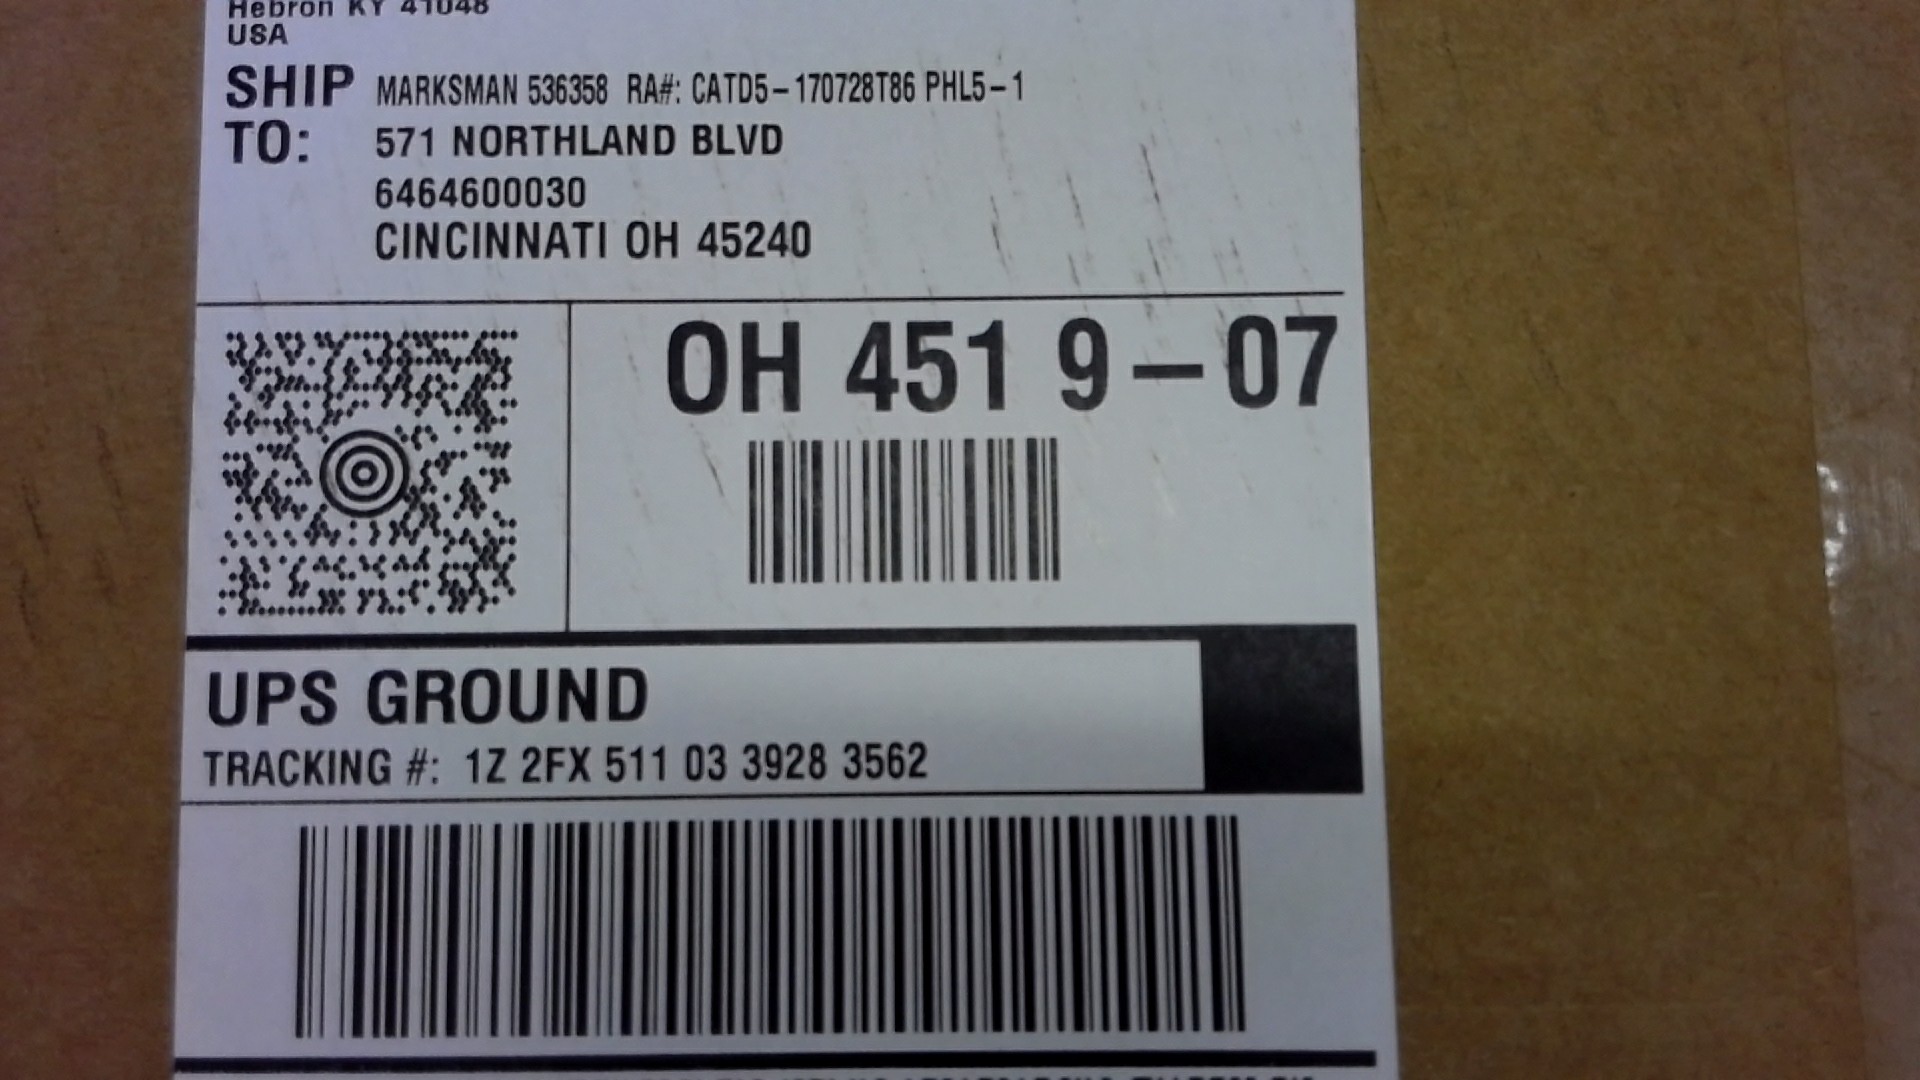 Hebron KY 41048
USA
SHIP TO:
MARKSMAN 536358 RA#: CATD5-170728T86 PHL5-1
571 NORTHLAND BLVD
6464600030
CINCINNATI OH 45240
OH 451 9-07
UPS GROUND
TRACKING #: 1Z 2FX 511 03 3928 3562